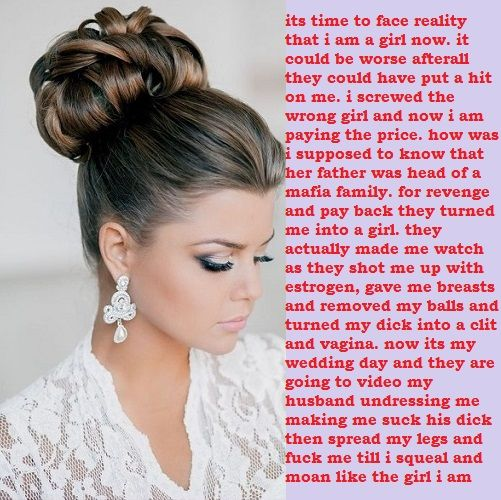 its time to face reality
that i am a girl now. it
could be worse afterall
they could have put a hit
on me. i screwed the
wrong girl and now i am
paying the price. how was
i supposed to know that
her father was head of a
mafia family. for revenge
and pay back they turned
me into a girl. they
actually made me watch
as they shot me up with
estrogen, gave me breasts
and removed my balls and
turned my dick into a clit
and vagina. now its my
wedding day and they are
going to video my
husband undressing me
making me suck his dick
then spread my legs and
fuck me till i squeal and
moan like the girl i am